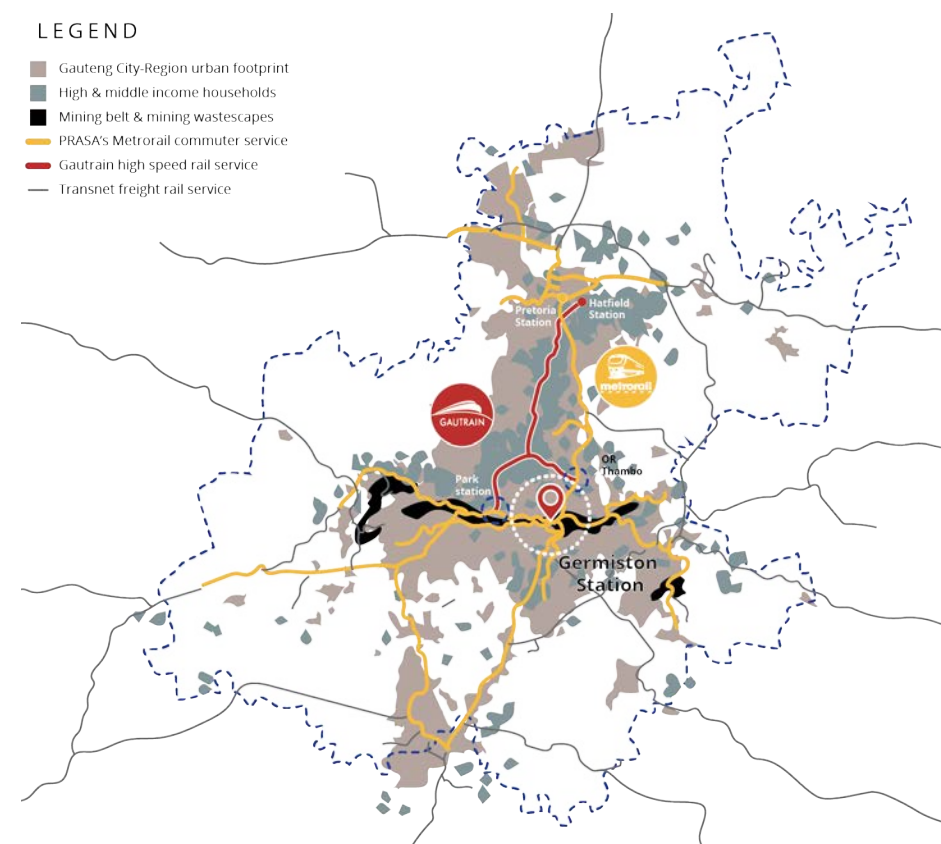 LEGEND
Gauteng City-Region urban footprint
High & middle income households
Mining belt & mining wastescapes
PRASA's Metrorail commuter service
Gautrain high speed rail service
Transnet freight rail service
Pretoria
Station
Hatfield
Station
metrorail
GAUTRAIN
OR
Thambo
Park
station
Germiston
Station